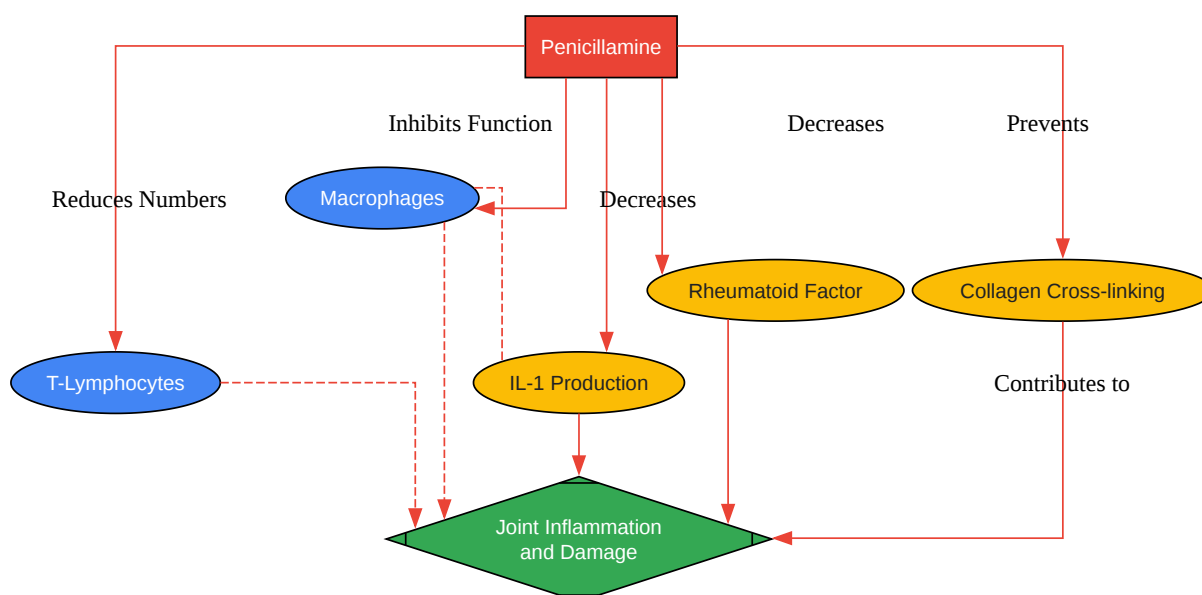 Penicillamine
Inhibits Function
Decreases
Prevents
Macrophages
Reduces Numbers
Decreases
Rheumatoid Factor
Collagen Cross-linking
T-Lymphocytes
IL-1 Production
Contributes to
Joint Inflammation
and Damage